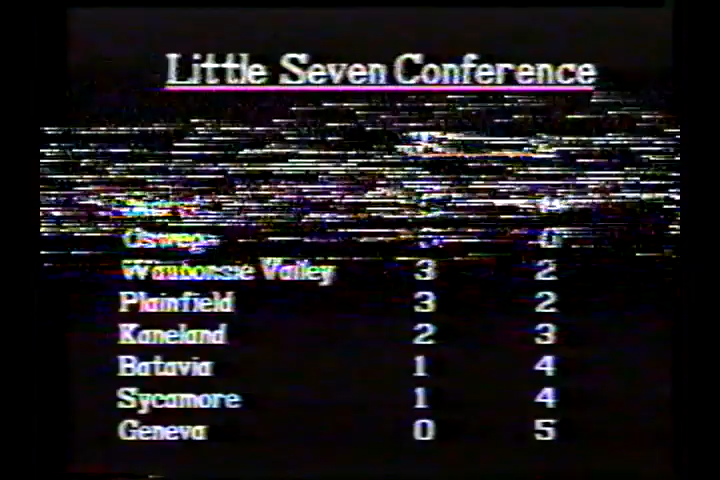 Little Seven Conference
Oswego
Waubonsie Valley 3 2
Plainfield 3 2
Kaneland 2 3
Batavia 1 4
Sycamore 1 4
Geneva 0 5